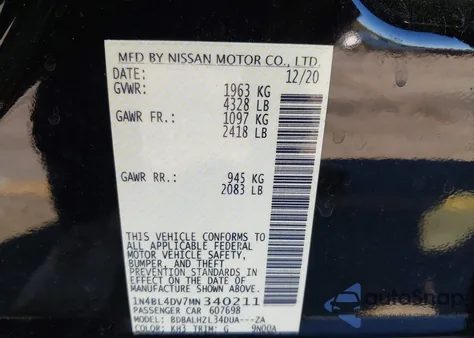 MFD BY NISSAN MOTOR CO., LTD.
DATE: 12/20
GVWR: 1963 KG
4328 LB
GAWR FR.: 1097 KG
2418 LB
GAWR RR.: 945 KG
2083 LB
THIS VEHICLE CONFORMS TO
ALL APPLICABLE FEDERAL
MOTOR VEHICLE SAFETY,
BUMPER, AND THEFT
PREVENTION STANDARDS IN
EFFECT ON THE DATE OF
MANUFACTURE SHOWN ABOVE.
1N4BL4DV7MN340211
PASSENGER CAR 607698
MODEL: BDBALHZL34DUA---ZA
COLOR: KH3 TRIM: G 9N00A
autoSnap